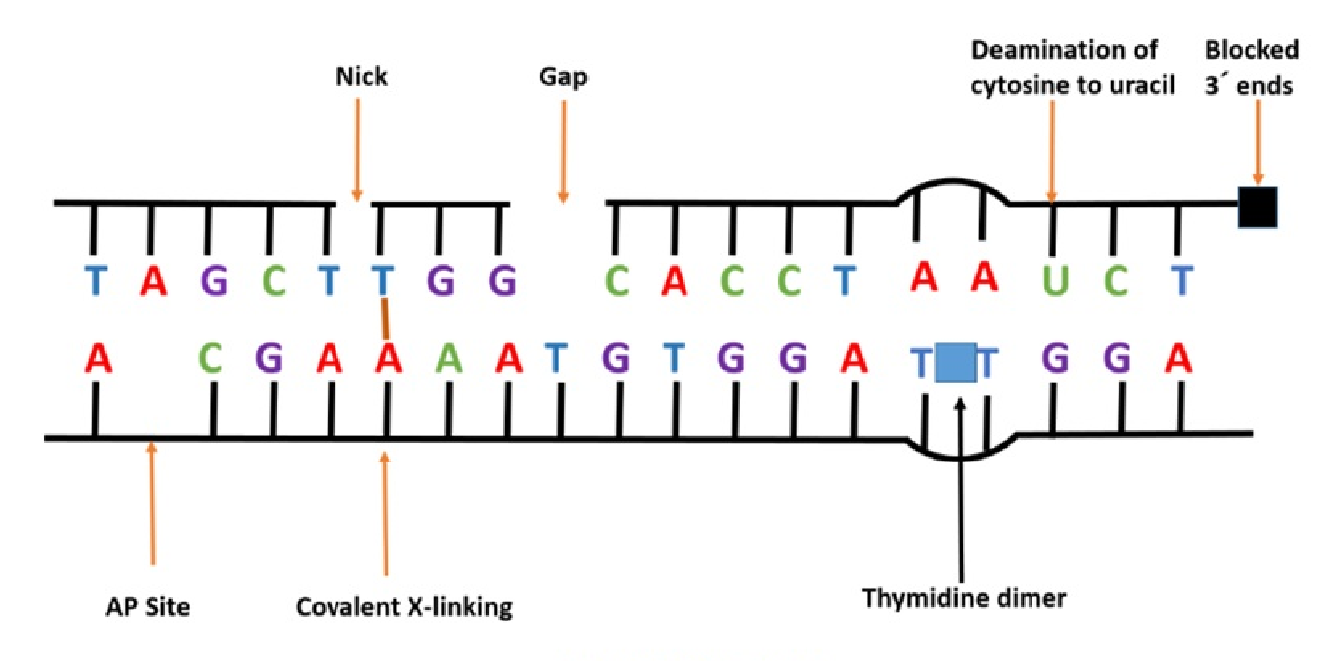 Deamination of
cytosine to uracil
Blocked
3´ ends
Nick
Gap
T A G C T T G G C A C C T A A U C T
A C G A A A A T G T G G A T T G G A
AP Site
Covalent X-linking
Thymidine dimer